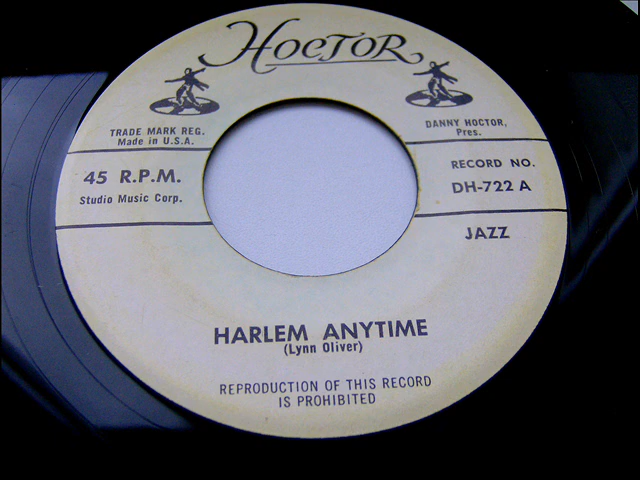 HOCTOR
TRADE MARK REG.
Made in U.S.A.
DANNY HOCTOR,
Pres.
45 R.P.M.
Studio Music Corp.
RECORD NO.
DH-722 A
JAZZ
HARLEM ANYTIME
(Lynn Oliver)
REPRODUCTION OF THIS RECORD
IS PROHIBITED